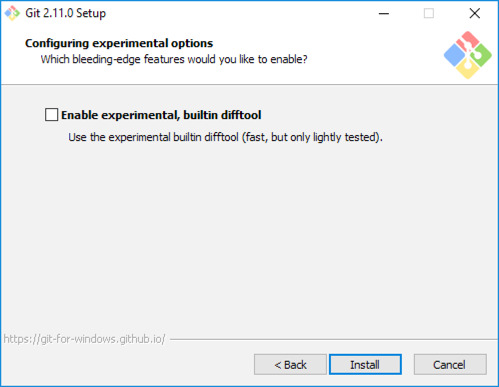 Git 2.11.0 Setup
Configuring experimental options
Which bleeding-edge features would you like to enable?
Enable experimental, builtin difftool
Use the experimental builtin difftool (fast, but only lightly tested).
https://git-for-windows.github.io/
< Back
Install
Cancel